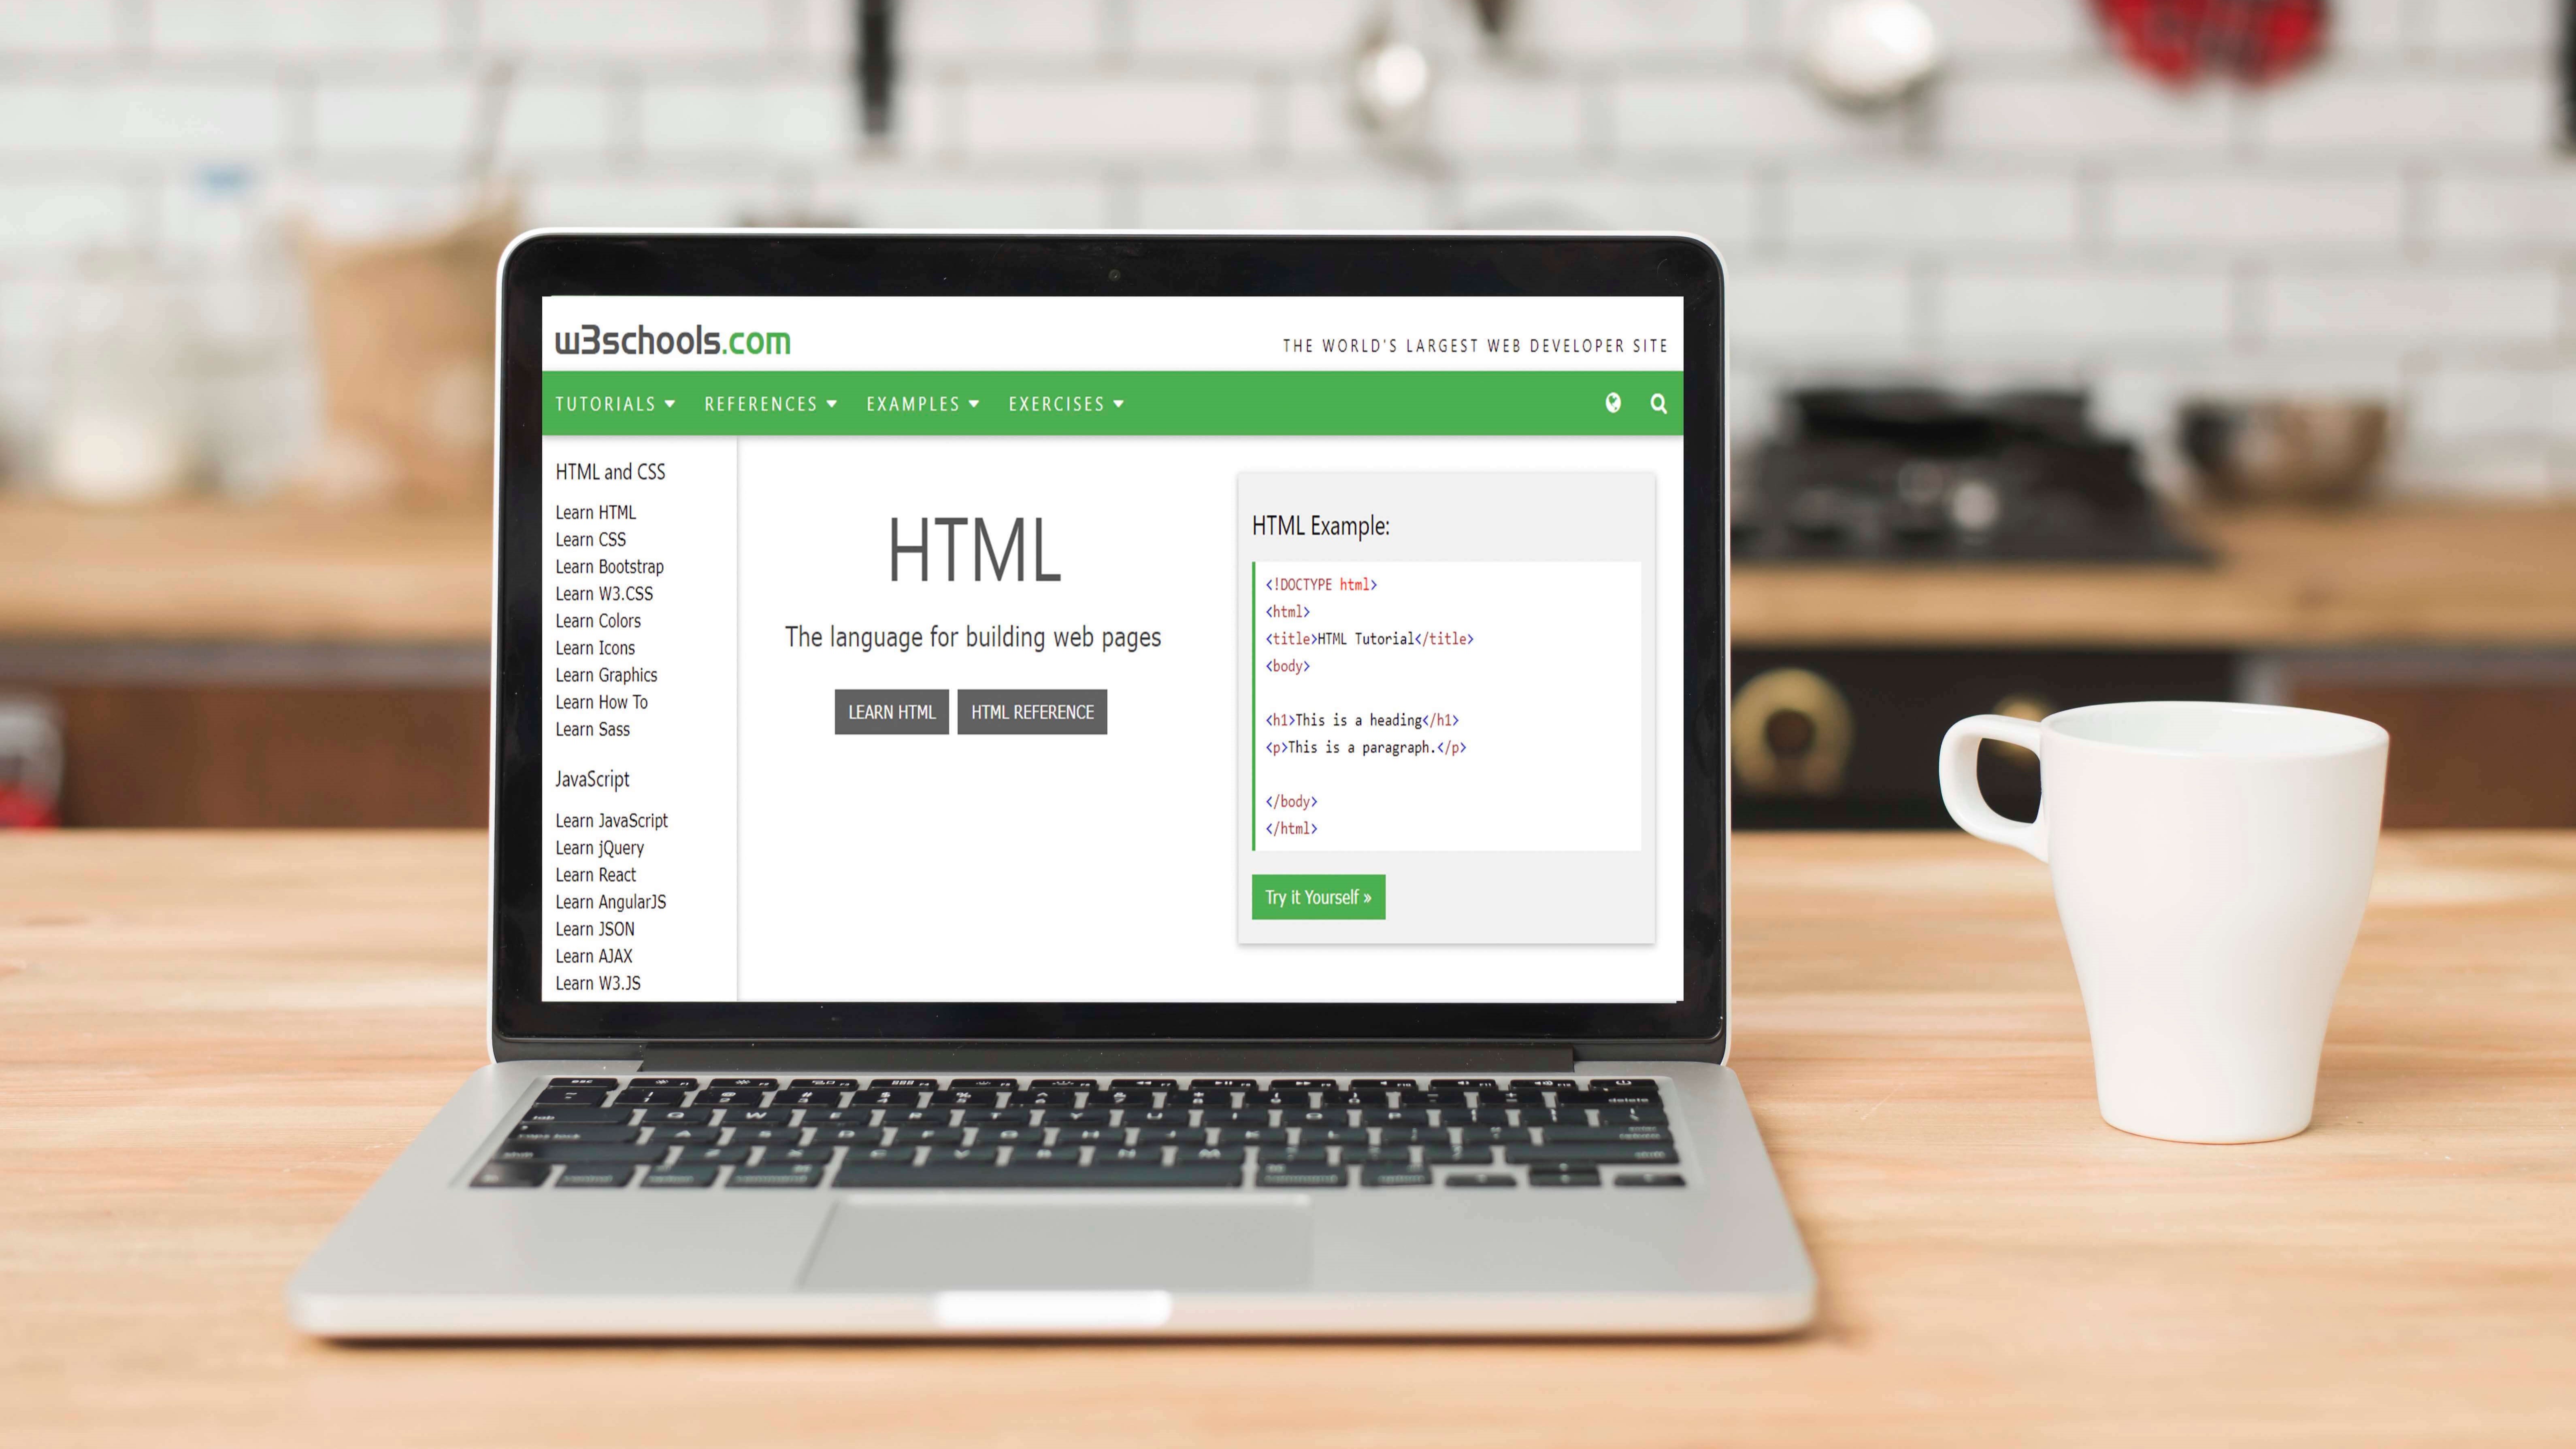 w3schools.com
THE WORLD'S LARGEST WEB DEVELOPER SITE
TUTORIALS REFERENCES EXAMPLES EXERCISES
HTML and CSS
Learn HTML
Learn CSS
Learn Bootstrap
Learn W3.CSS
Learn Colors
Learn Icons
Learn Graphics
Learn How To
Learn Sass
JavaScript
Learn JavaScript
Learn jQuery
Learn React
Learn AngularJS
Learn JSON
Learn AJAX
Learn W3.JS
HTML
The language for building web pages
LEARN HTML HTML REFERENCE
HTML Example:
<!DOCTYPE html>
<html>
<title>HTML Tutorial</title>
<body>
<h1>This is a heading</h1>
<p>This is a paragraph.</p>
</body>
</html>
Try it Yourself »